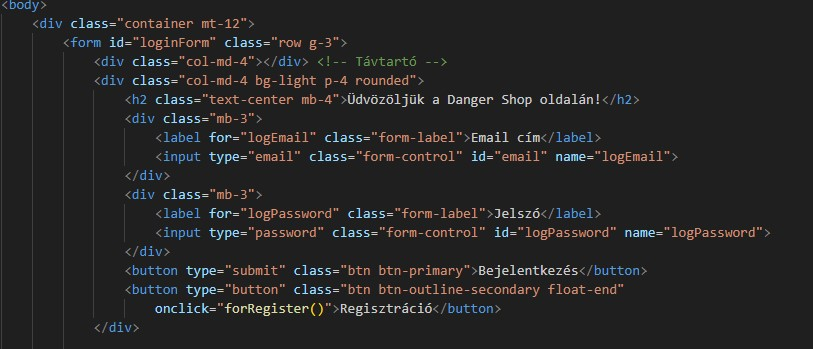 <body>
<div class="container mt-12">
<form id="loginForm" class="row g-3">
<div class="col-md-4"></div> <!-- Távtartó -->
<div class="col-md-4 bg-light p-4 rounded">
<h2 class="text-center mb-4">Üdvözöljük a Danger Shop oldalán!</h2>
<div class="mb-3">
<label for="logEmail" class="form-label">Email cím</label>
<input type="email" class="form-control" id="email" name="logEmail">
</div>
<div class="mb-3">
<label for="logPassword" class="form-label">Jelszó</label>
<input type="password" class="form-control" id="logPassword" name="logPassword">
</div>
<button type="submit" class="btn btn-primary">Bejelentkezés</button>
<button type="button" class="btn btn-outline-secondary float-end"
onclick="forRegister()">Regisztráció</button>
</div>